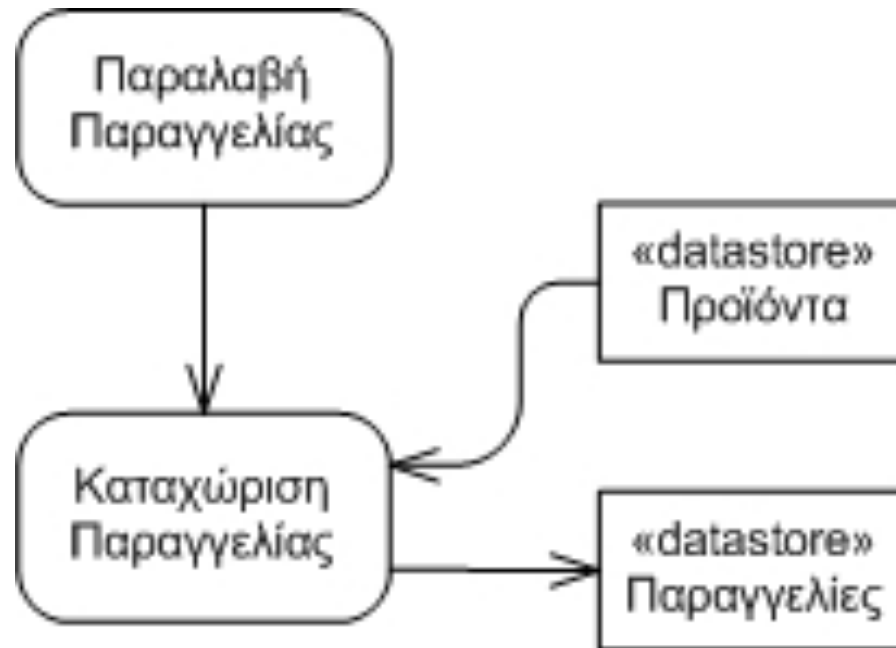 Παραλαβή
Παραγγελίας
«datastore»
Προϊόντα
Καταχώριση
Παραγγελίας
«datastore»
Παραγγελίες